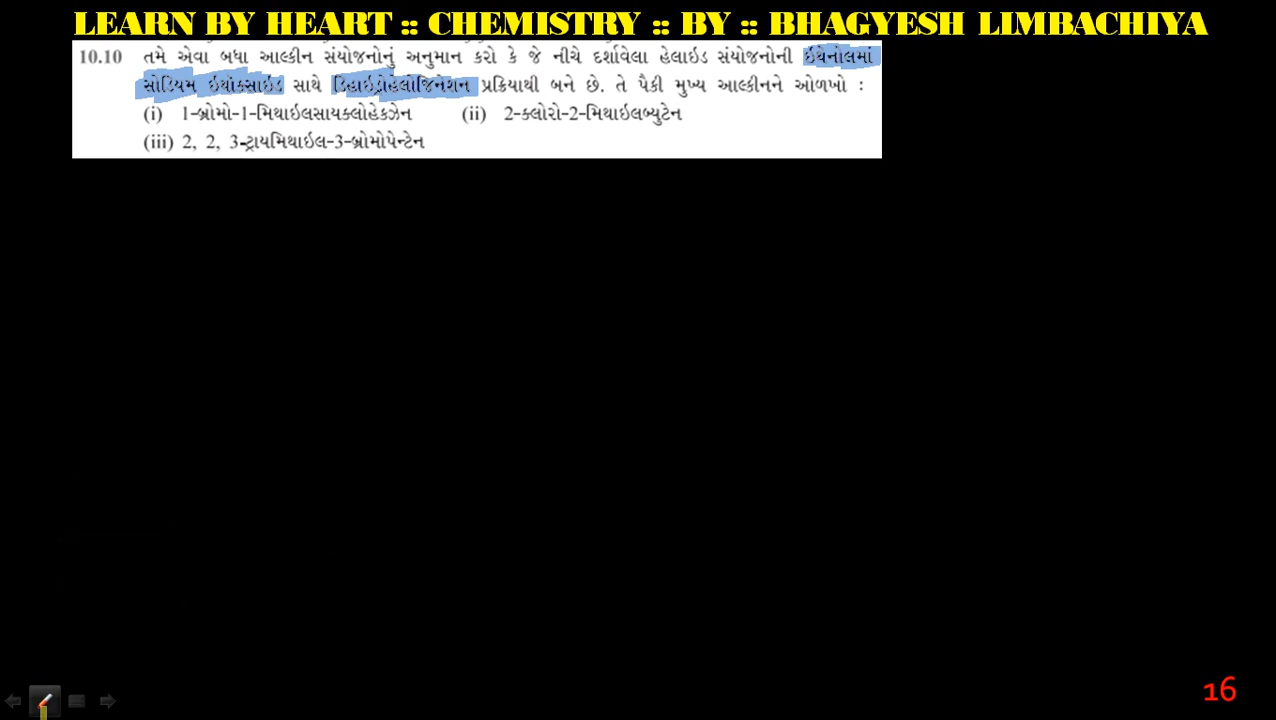 LEARN BY HEART :: CHEMISTRY :: BY :: BHAGYESH LIMBACHIYA
10.10 તમે એવા બધા આલ્કીન સંયોજનોનું અનુમાન કરો કે જે નીચે દર્શાવેલા હેલાઇડ સંયોજનોની ઇથેનોલમાં
સોડિયમ ઇથૉક્સાઇડ સાથે ડિહાઇડ્રોહેલોજિનેશન પ્રક્રિયાથી બને છે. તે પૈકી મુખ્ય આલ્કીનને ઓળખો :
(i) 1-બ્રોમો-1-મિથાઇલસાયક્લોહેકઝેન (ii) 2-ક્લોરો-2-મિથાઇલબ્યુટેન
(iii) 2, 2, 3-ટ્રાયમિથાઇલ-3-બ્રોમોપેન્ટેન
16